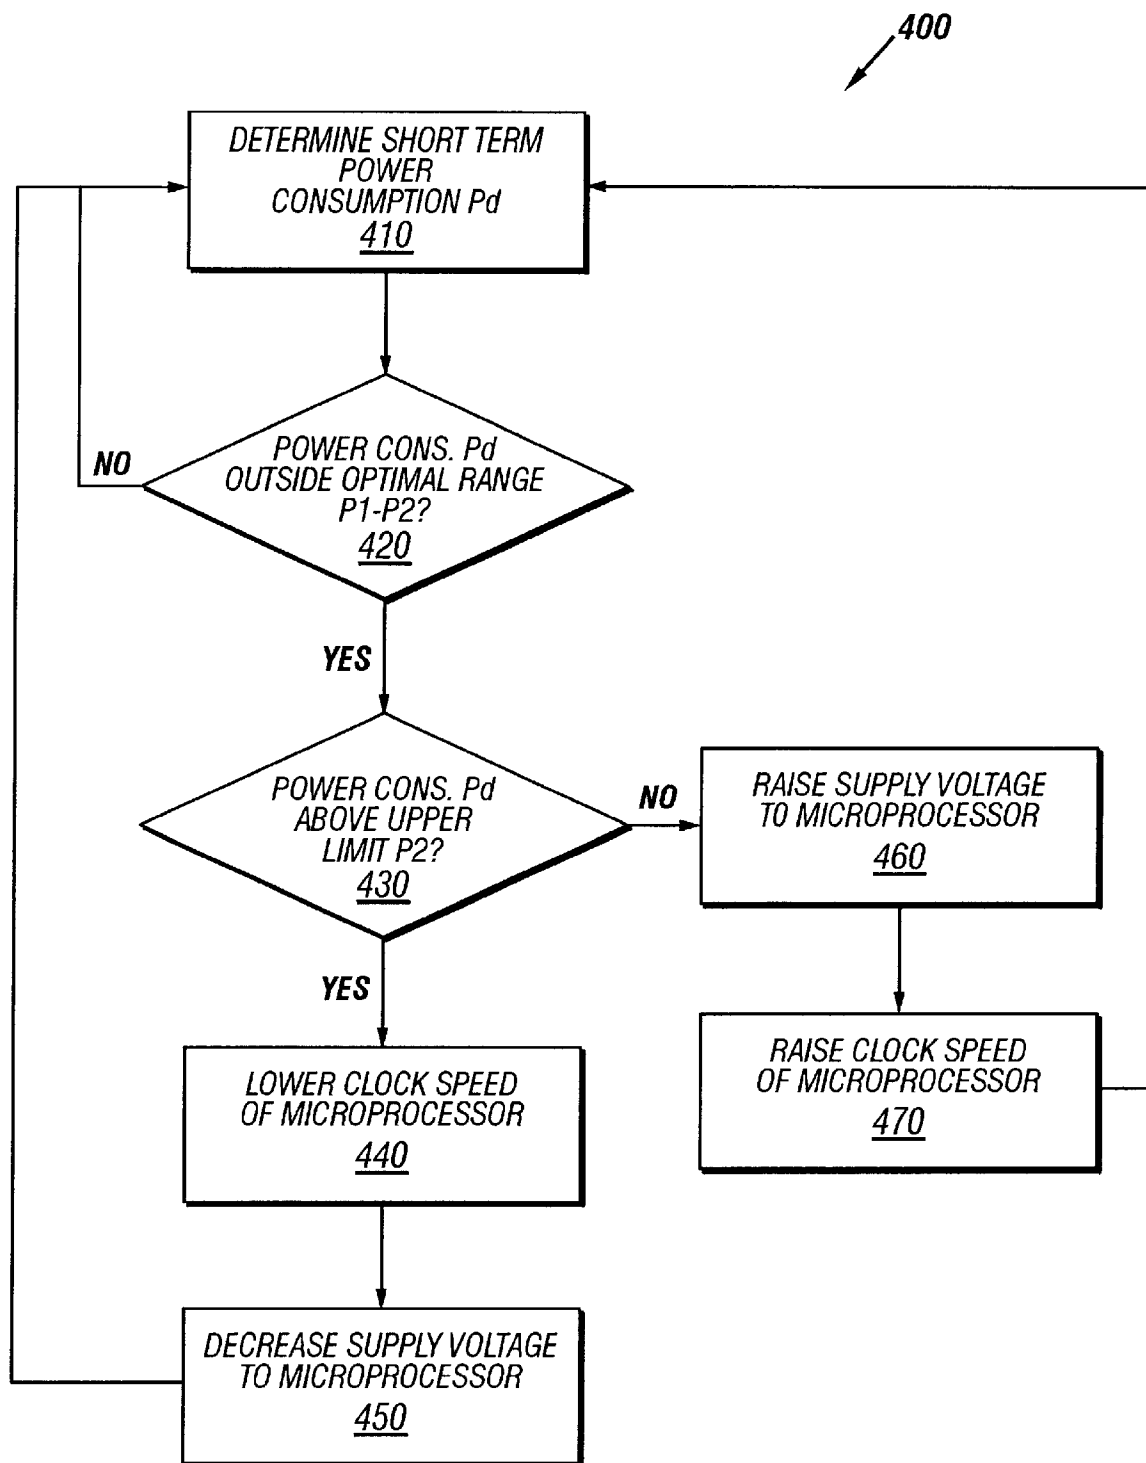 400
DETERMINE SHORT TERM
POWER
CONSUMPTION Pd
410
POWER CONS. Pd
OUTSIDE OPTIMAL RANGE
P1-P2?
420
NO
YES
POWER CONS. Pd
ABOVE UPPER
LIMIT P2?
430
NO
RAISE SUPPLY VOLTAGE
TO MICROPROCESSOR
460
YES
LOWER CLOCK SPEED
OF MICROPROCESSOR
440
RAISE CLOCK SPEED
OF MICROPROCESSOR
470
DECREASE SUPPLY VOLTAGE
TO MICROPROCESSOR
450